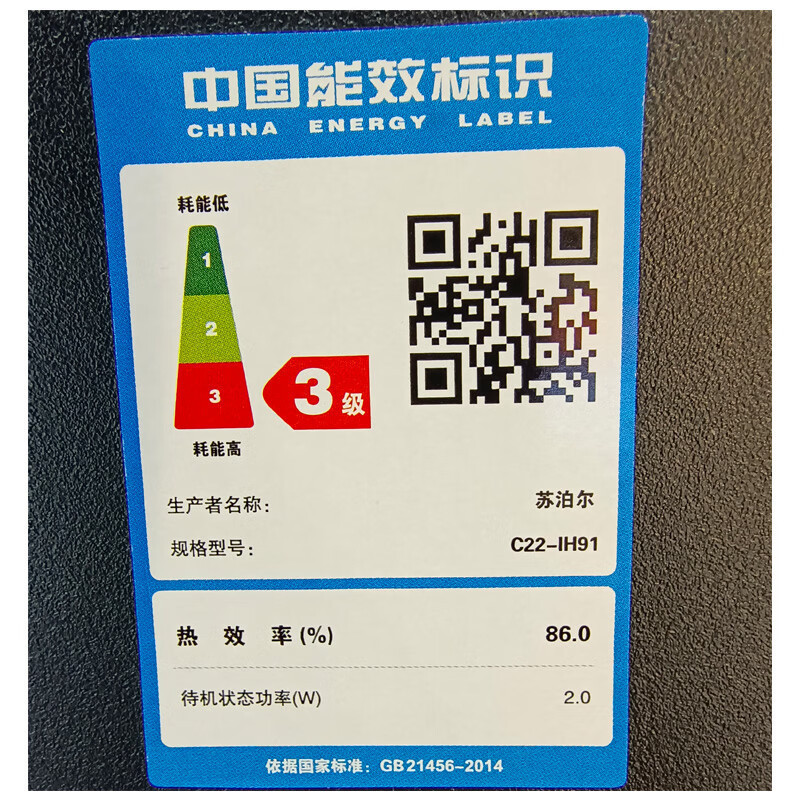 中国能效标识
CHINA ENERGY LABEL
耗能低
1
2
3
3级
耗能高
生产者名称: 苏泊尔
规格型号: C22-IH91
热效率(%) 86.0
待机状态功率(W) 2.0
依据国家标准: GB21456-2014